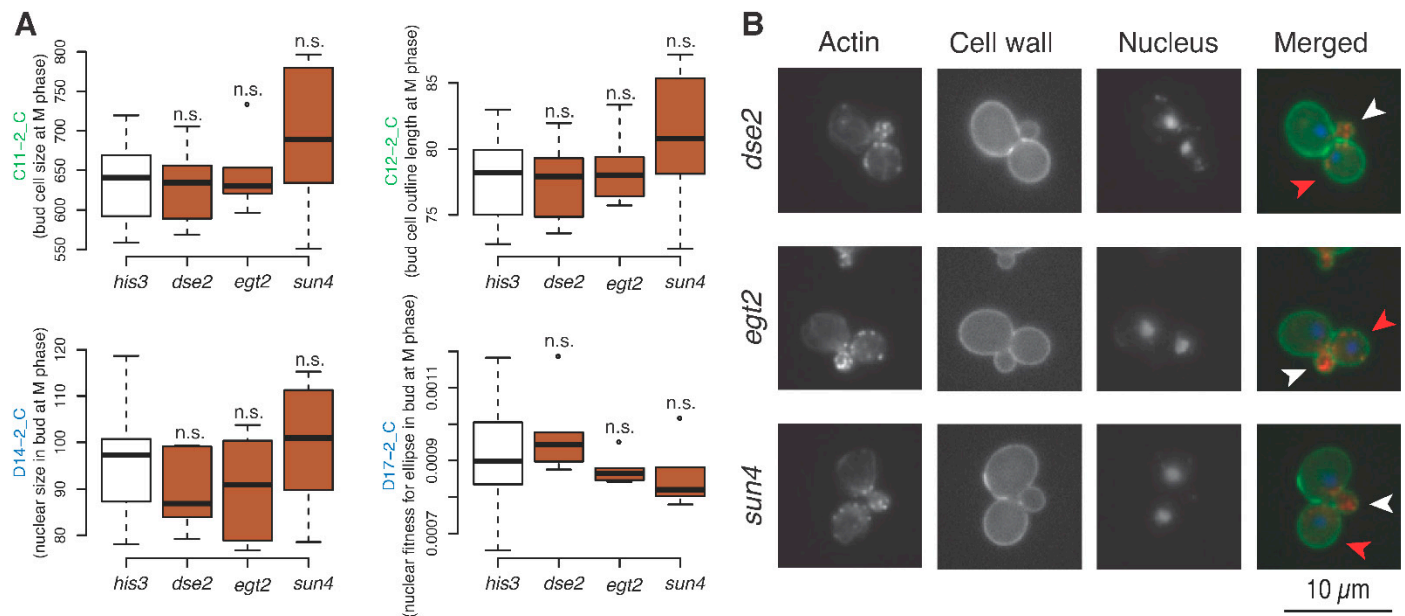 A
n.s.
n.s.
n.s.
C11-2_C
(bud cell size at M phase)
550 600 650 700 750 800
his3 dse2 egt2 sun4
n.s.
n.s.
n.s.
C12-2_C
(bud cell outline length at M phase)
75 80 85
his3 dse2 egt2 sun4
n.s.
n.s.
n.s.
D14-2_C
(nuclear size in bud at M phase)
80 90 100 110 120
his3 dse2 egt2 sun4
n.s.
n.s.
n.s.
D17-2_C
(nuclear fitness for ellipse in bud at M phase)
0.0007 0.0009 0.0011
his3 dse2 egt2 sun4
B
Actin Cell wall Nucleus Merged
dse2
egt2
sun4
10 µm